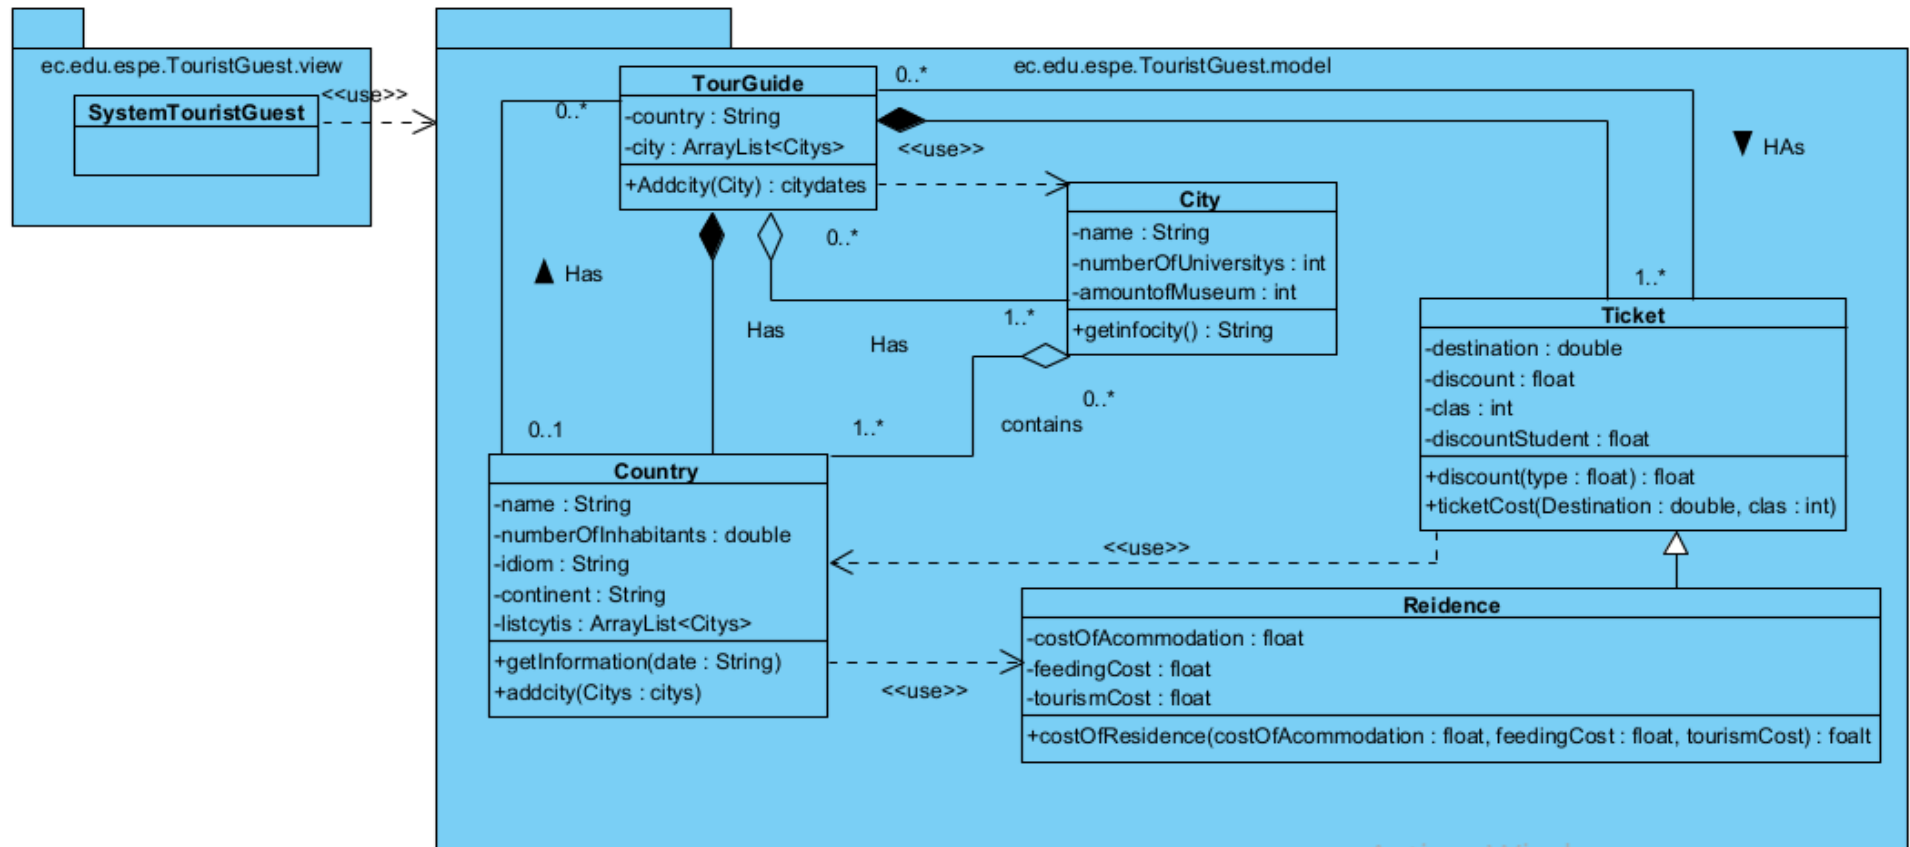 ec.edu.espe.TouristGuest.view
SystemTouristGuest
<<use>>
ec.edu.espe.TouristGuest.model
TourGuide
-country : String
-city : ArrayList<Citys>
+Addcity(City) : citydates
0..*
0..*
<<use>>
HAs
City
-name : String
-numberOfUniversitys : int
-amountofMuseum : int
+getinfocity() : String
0..*
Has
Has
Has
1..*
1..*
0..*
contains
0..1
1..*
Ticket
-destination : double
-discount : float
-clas : int
-discountStudent : float
+discount(type : float) : float
+ticketCost(Destination : double, clas : int)
Country
-name : String
-numberOfInhabitants : double
-idiom : String
-continent : String
-listcytis : ArrayList<Citys>
+getInformation(date : String)
+addcity(Citys : citys)
<<use>>
<<use>>
Reidence
-costOfAcommodation : float
-feedingCost : float
-tourismCost : float
+costOfResidence(costOfAcommodation : float, feedingCost : float, tourismCost) : foalt